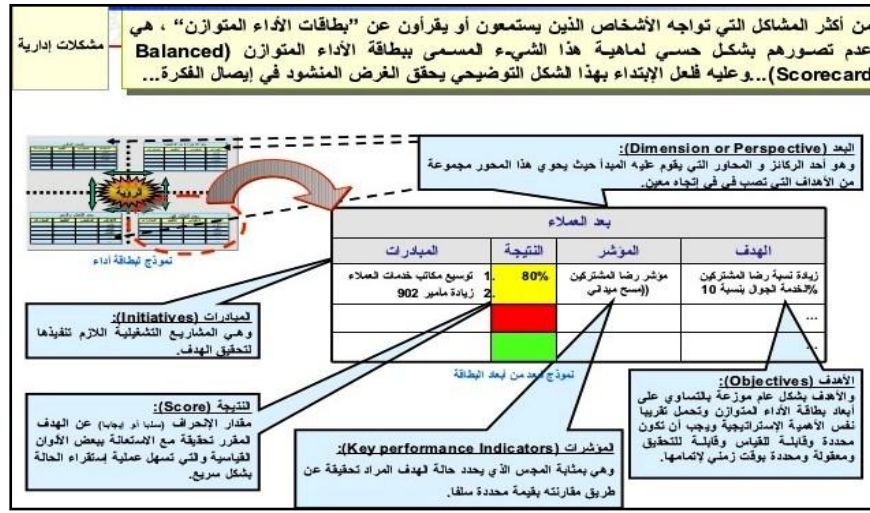 من أكثر المشاكل التي تواجه الأشخاص الذين يستمعون أو يقرأون عن "بطاقات الأداء المتوازن" ، هي
عدم تصورهم بشكل حسي لماهية هذا الشيء المسمى ببطاقة الأداء المتوازن (Balanced
Scorecard)...وعليه فلعل الإبتداء بهذا الشكل التوضيحي يحقق الغرض المنشود في إيصال الفكرة...
مشكلات إدارية
البعد (Dimension or Perspective):
وهو أحد الركائز و المحاور التي يقوم عليه المبدأ حيث يحوي هذا المحور مجموعة
من الأهداف التي تصب في في إتجاه معين.
الرؤية
نموذج لبطاقة أداء
بعد العملاء
الهدف المؤشر النتيجة المبادرات
زيادة نسبة رضا المشتركين
%الخدمة الجوال بنسبة 10
مؤشر رضا المشتركين
((مسح ميداني
80%
1. توسيع مكاتب خدمات العملاء
2. زيادة مأمير 902
...
...
نموذج لبعد من أبعاد البطاقة
المبادرات (Initiatives):
وهي المشاريع التشغيلية اللازم تنفيذها
لتحقيق الهدف.
النتيجة (Score):
مقدار الإنحراف (سلبا أو إيجابا) عن الهدف
المقرر تحقيقة مع الاستعانة ببعض الألوان
القياسية والتي تسهل عملية إستقراء الحالة
بشكل سريع.
المؤشرات (Key performance Indicators):
وهي بمثابة المجس الذي يحدد حالة الهدف المراد تحقيقة عن
طريق مقارنته بقيمة محددة سلفا.
الأهدف (Objectives):
والأهدف بشكل عام موزعة بالتساوي على
أبعاد بطاقة الأداء المتوازن وتحمل تقريبا
نفس الأهمية الإستراتيجية ويجب أن تكون
محددة وقابلة للقياس وقابلة للتحقيق
ومعقولة ومحددة بوقت زمني لإتمامها.